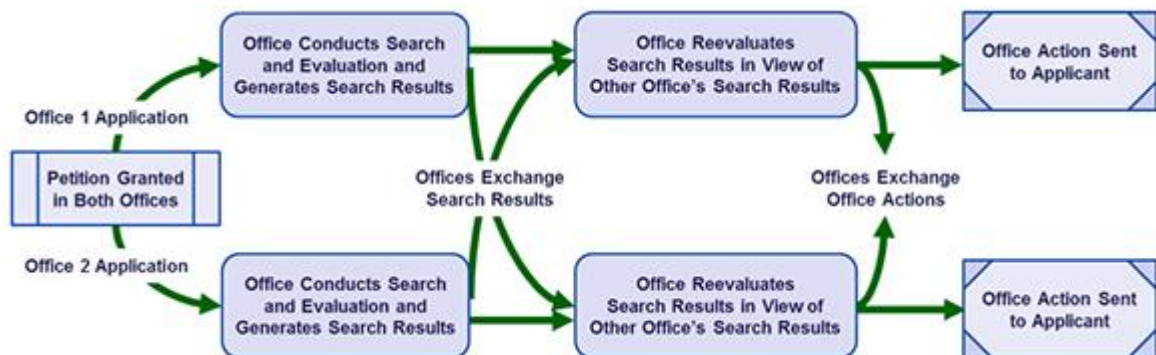 Office Conducts Search
and Evaluation and
Generates Search Results
Office Reevaluates
Search Results in View of
Other Office's Search Results
Office Action Sent
to Applicant
Office 1 Application
Petition Granted
in Both Offices
Offices Exchange
Search Results
Offices Exchange
Office Actions
Office 2 Application
Office Conducts Search
and Evaluation and
Generates Search Results
Office Reevaluates
Search Results in View of
Other Office's Search Results
Office Action Sent
to Applicant